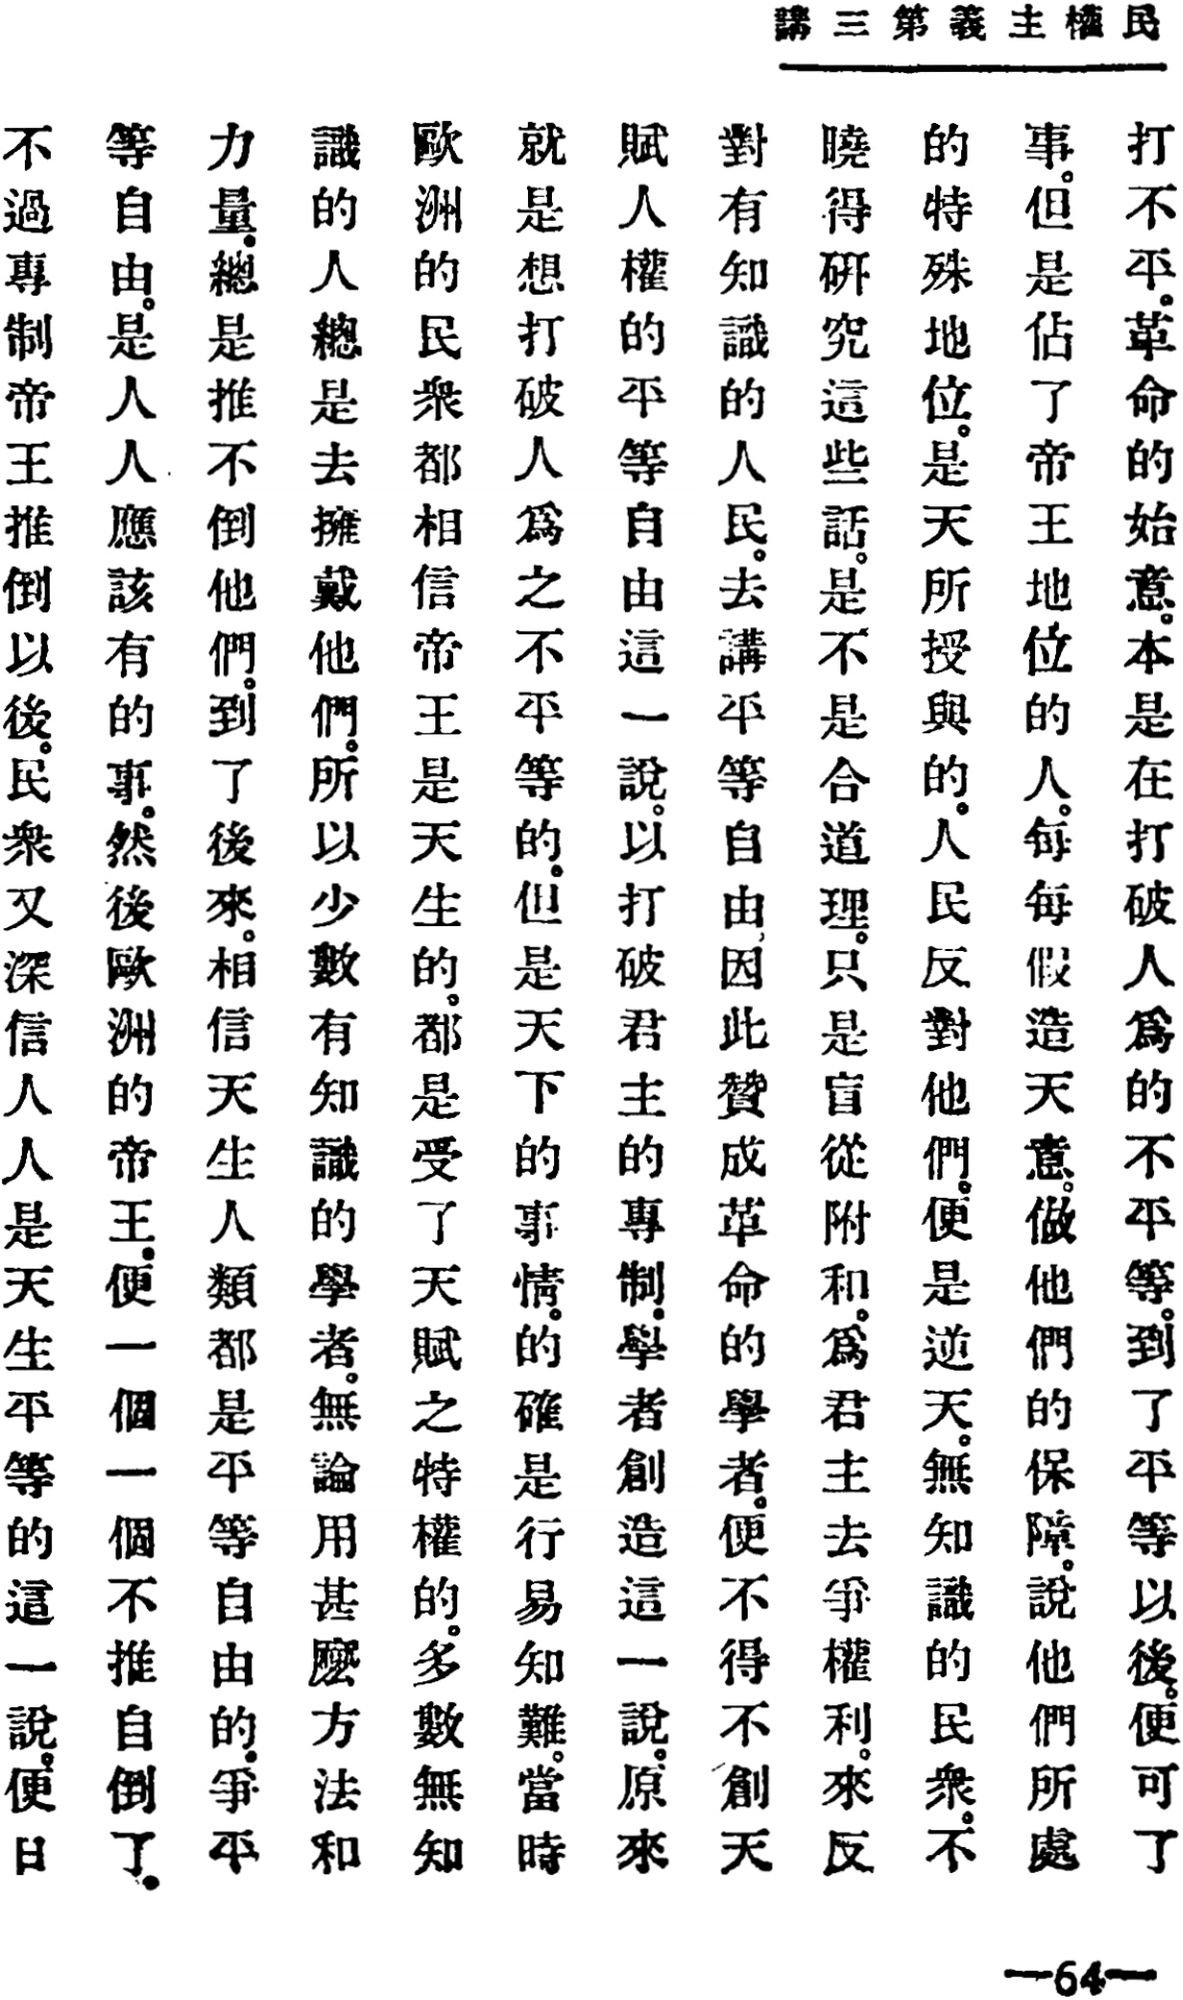 民權主義第三講
打不平。革命的始意。本是在打破人爲的不平等。到了平等以後。便可了
事。但是佔了帝王地位的人。每每假造天意。做他們的保障。說他們所處
的特殊地位。是天所授與的。人民反對他們。便是逆天。無知識的民衆。不
曉得研究這些話。是不是合道理。只是盲從附和。爲君主去爭權利。來反
對有知識的人民。去講平等自由,因此贊成革命的學者。便不得不創天
賦人權的平等自由這一說。以打破君主的專制。學者創造這一說。原來
就是想打破人爲之不平等的。但是天下的事情。的確是行易知難。當時
歐洲的民衆都相信帝王是天生的。都是受了天賦之特權的。多數無知
識的人總是去擁戴他們。所以少數有知識的學者。無論用甚麽方法和
力量。總是推不倒他們。到了後來。相信天生人類都是平等自由的。爭平
等自由。是人人應該有的事。然後歐洲的帝王。便一個一個不推自倒了。
不過專制帝王推倒以後。民衆又深信人人是天生平等的這一說。便日
—64—